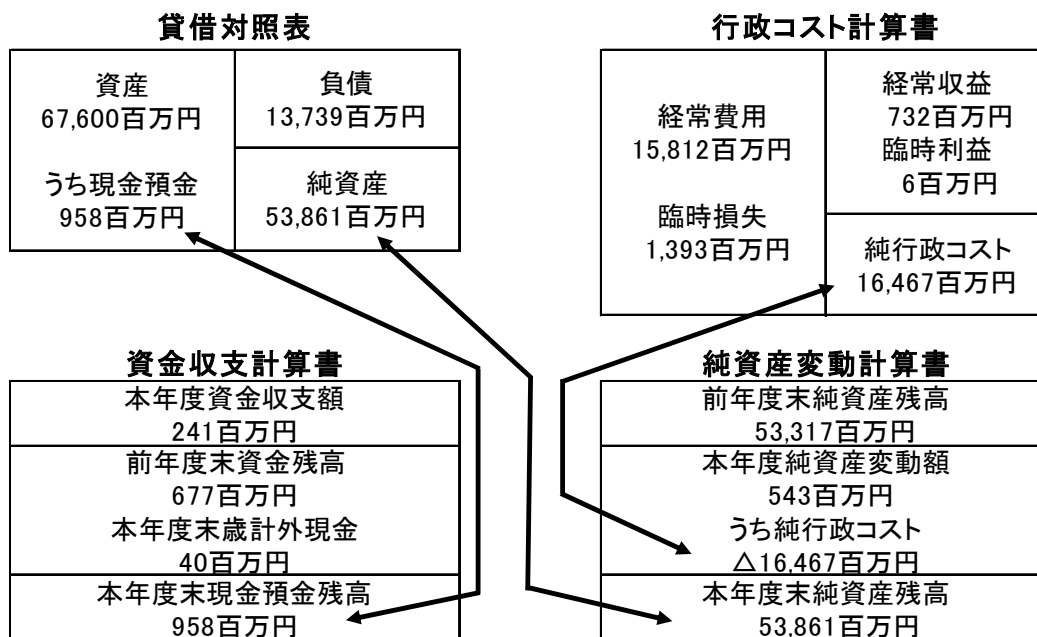 貸借対照表
資産
67,600百万円
うち現金預金
958百万円
負債
13,739百万円
純資産
53,861百万円
行政コスト計算書
経常費用
15,812百万円
臨時損失
1,393百万円
経常収益
732百万円
臨時利益
6百万円
純行政コスト
16,467百万円
資金収支計算書
本年度資金収支額
241百万円
前年度末資金残高
677百万円
本年度末歳計外現金
40百万円
本年度末現金預金残高
958百万円
純資産変動計算書
前年度末純資産残高
53,317百万円
本年度純資産変動額
543百万円
うち純行政コスト
△16,467百万円
本年度末純資産残高
53,861百万円